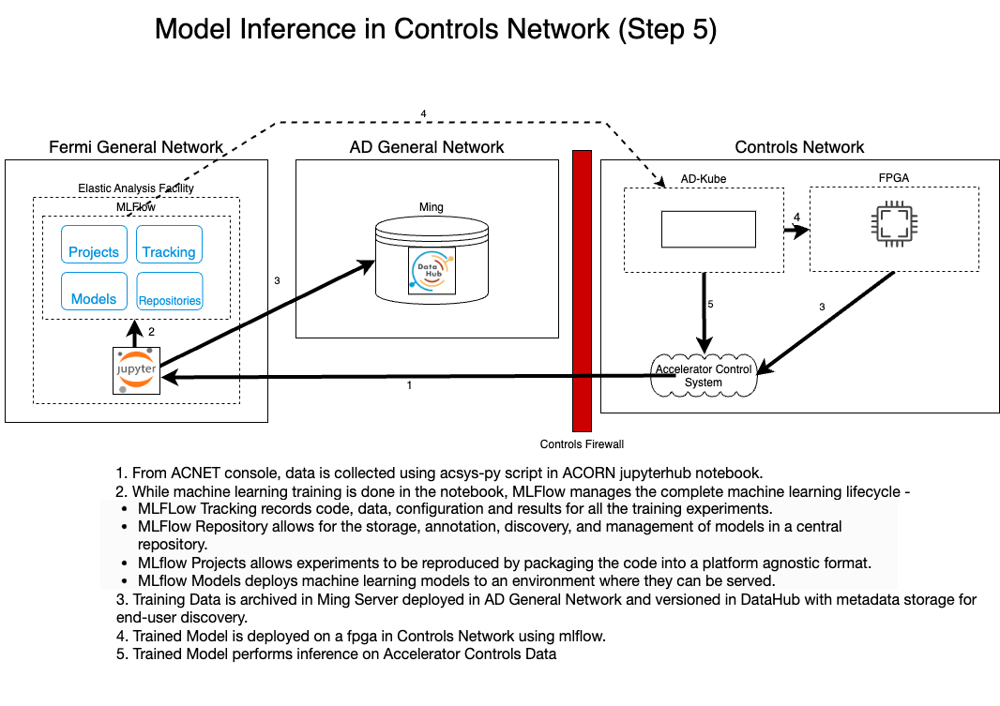 Model Inference in Controls Network (Step 5)
4
Fermi General Network
AD General Network
Controls Network
Elastic Analysis Facility
MLFlow
Projects
Tracking
Models
Repositories
2
jupyter
3
Ming
Data
Hub
1
Controls Firewall
AD-Kube
FPGA
4
5
3
Accelerator Control
System
1. From ACNET console, data is collected using acsys-py script in ACORN jupyterhub notebook.
2. While machine learning training is done in the notebook, MLFlow manages the complete machine learning lifecycle -
• MLFLow Tracking records code, data, configuration and results for all the training experiments.
• MLFlow Repository allows for the storage, annotation, discovery, and management of models in a central
repository.
• MLflow Projects allows experiments to be reproduced by packaging the code into a platform agnostic format.
• MLflow Models deploys machine learning models to an environment where they can be served.
3. Training Data is archived in Ming Server deployed in AD General Network and versioned in DataHub with metadata storage for
end-user discovery.
4. Trained Model is deployed on a fpga in Controls Network using mlflow.
5. Trained Model performs inference on Accelerator Controls Data